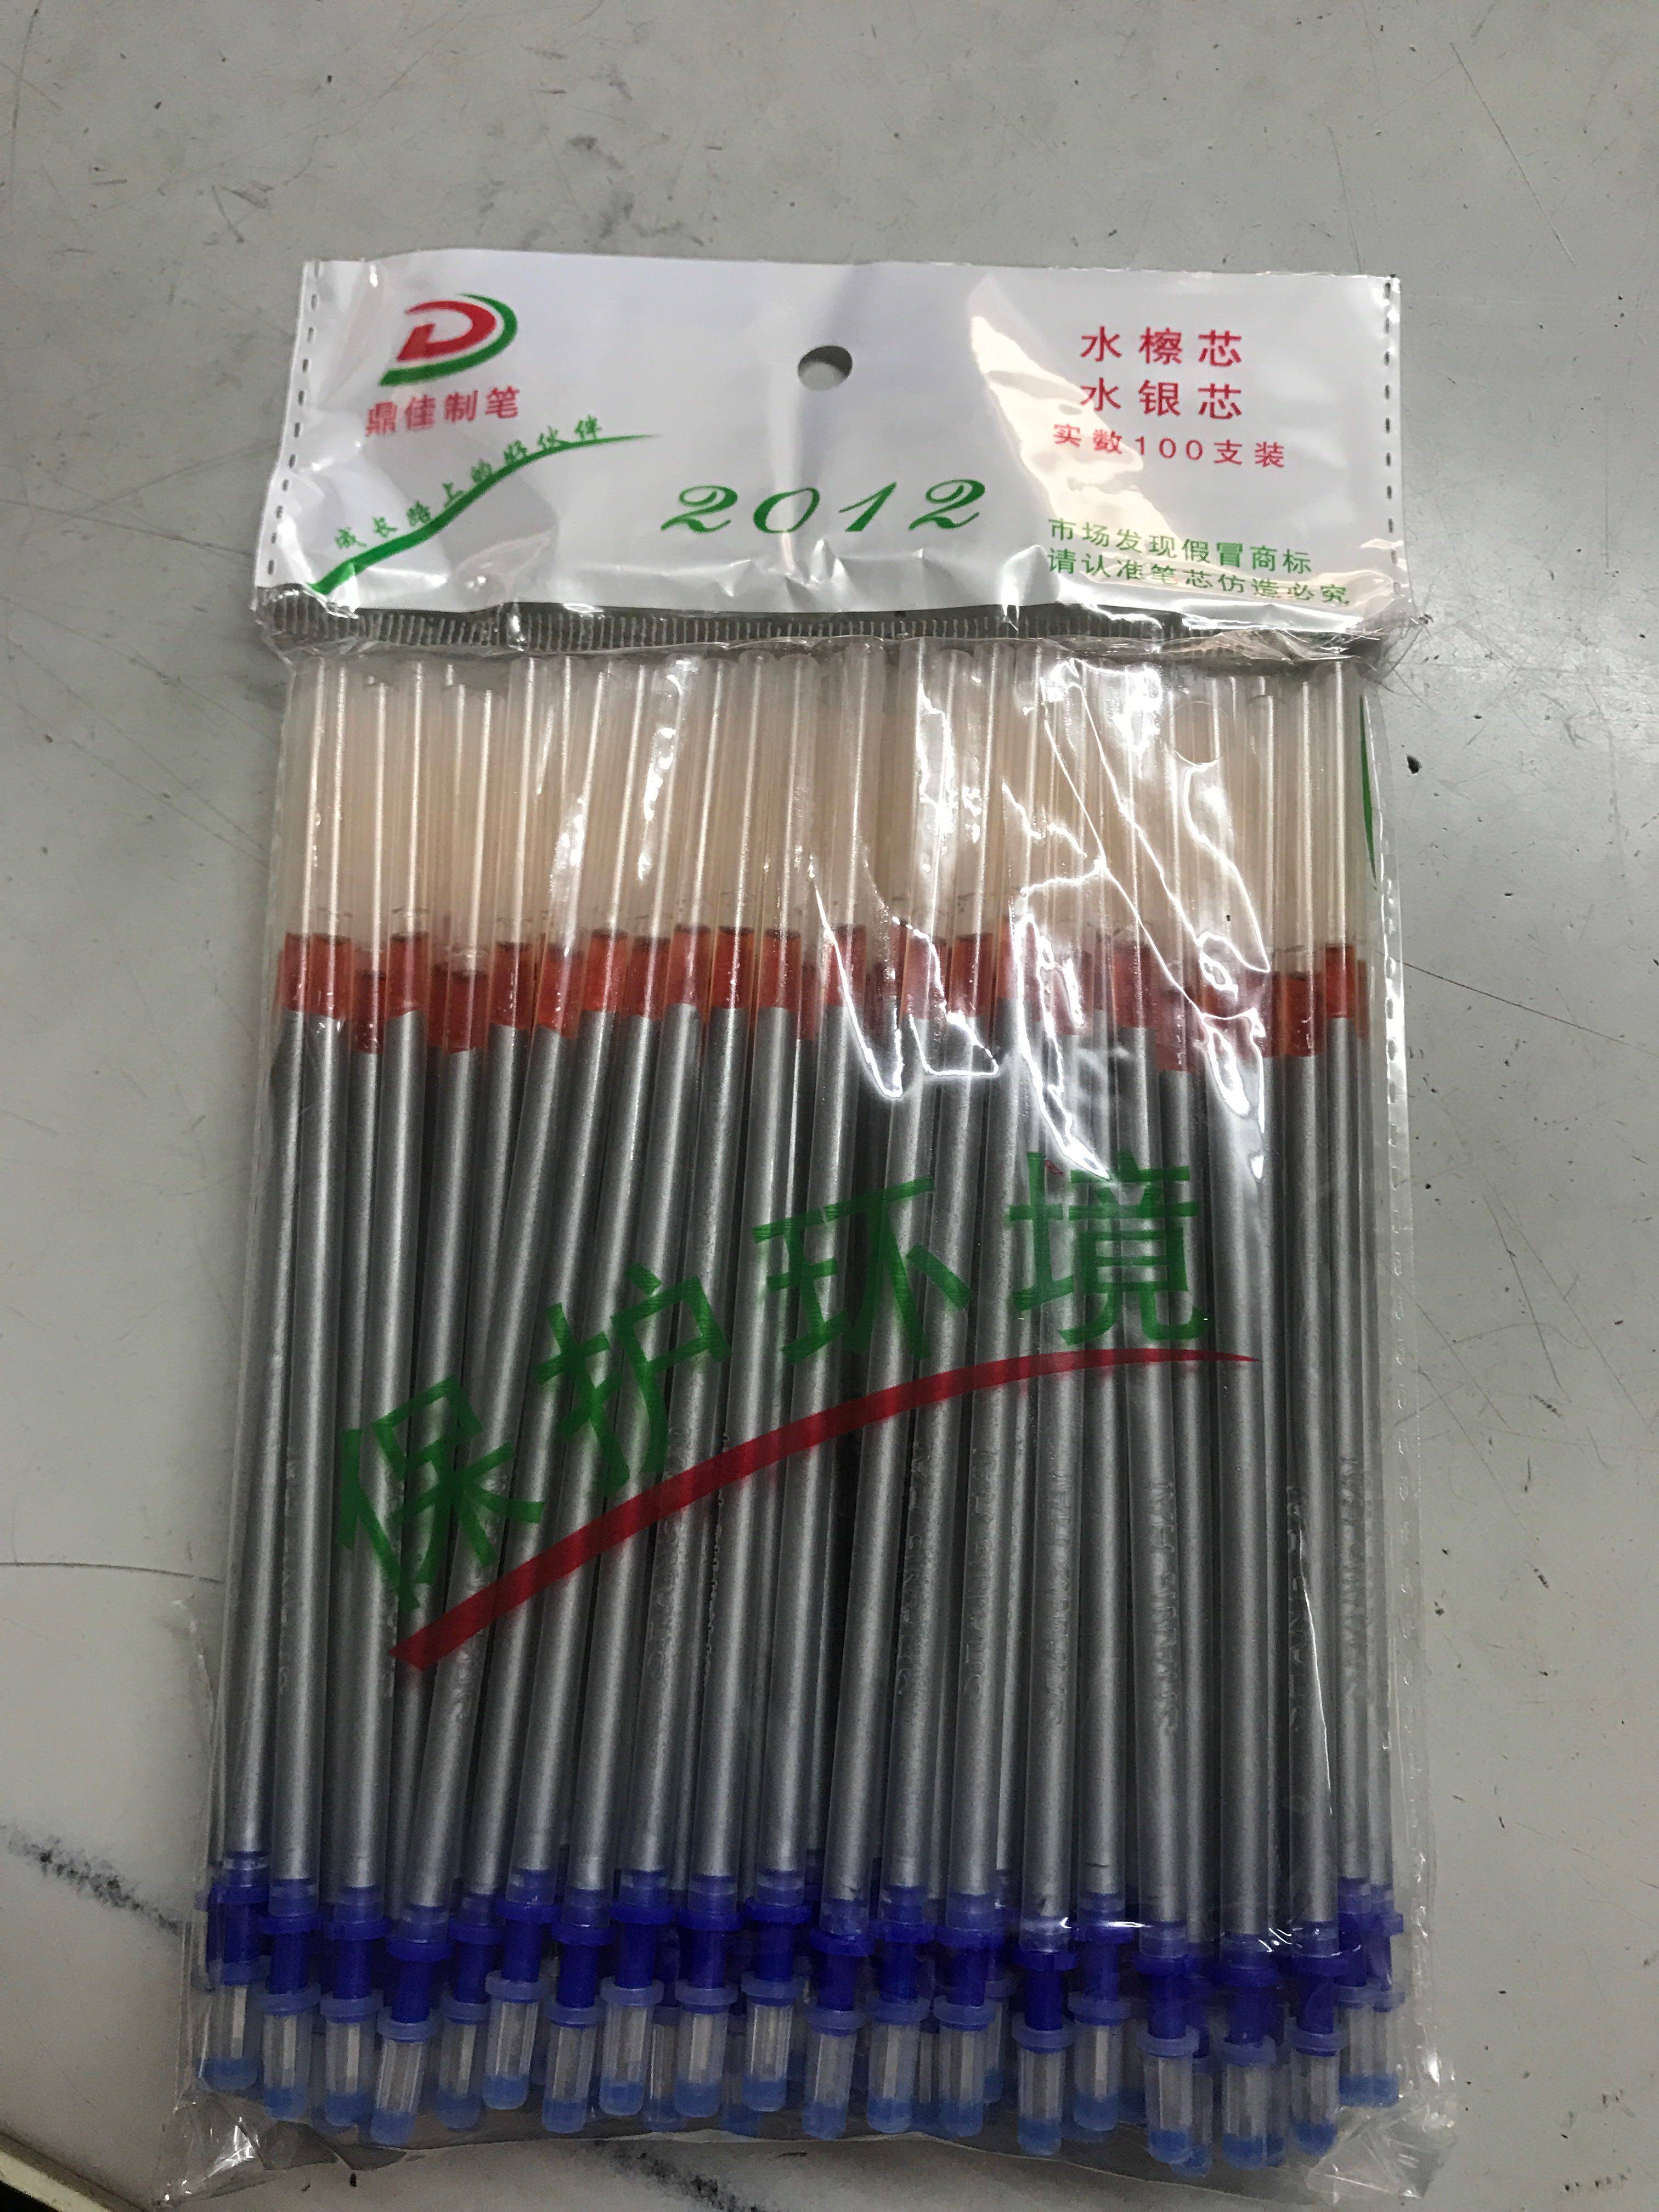 鼎佳制笔
成长路上的好伙伴
2012
水檫芯
水银芯
实数100支装
市场发现假冒商标
请认准笔芯仿造必究
保护环境